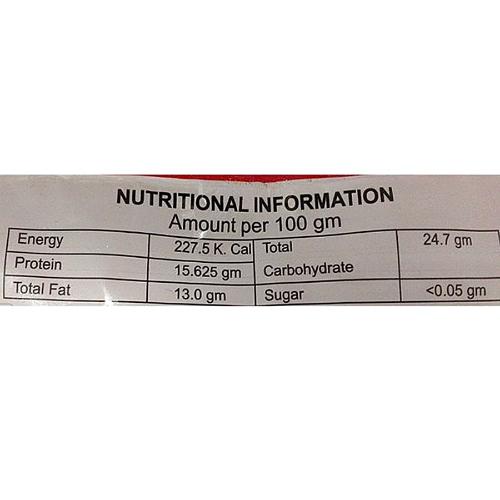 NUTRITIONAL INFORMATION
Amount per 100 gm
Energy 227.5 K. Cal Total 24.7 gm
Protein 15.625 gm Carbohydrate
Total Fat 13.0 gm Sugar <0.05 gm